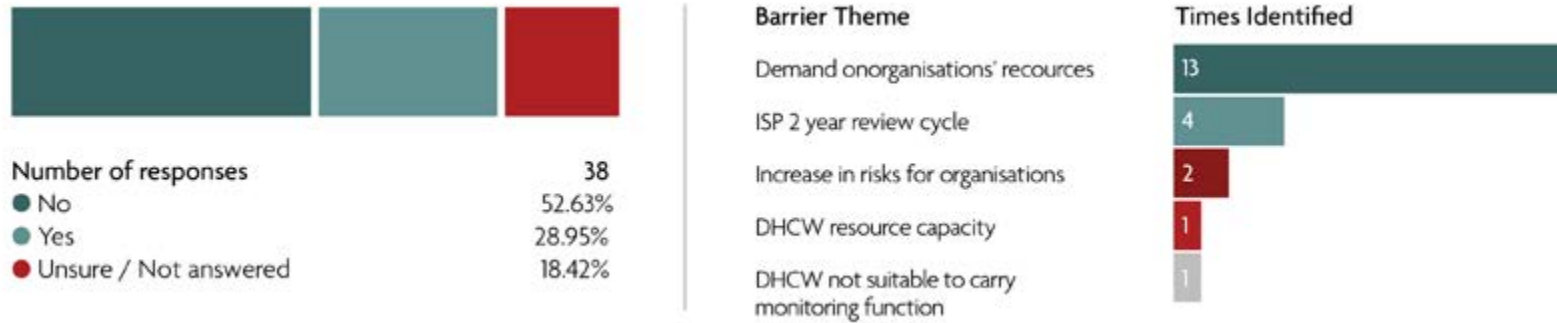 Number of responses 38
No 52.63%
Yes 28.95%
Unsure / Not answered 18.42%
Barrier Theme Times Identified
Demand onorganisations' recources 13
ISP 2 year review cycle 4
Increase in risks for organisations 2
DHCW resource capacity 1
DHCW not suitable to carry 1
monitoring function